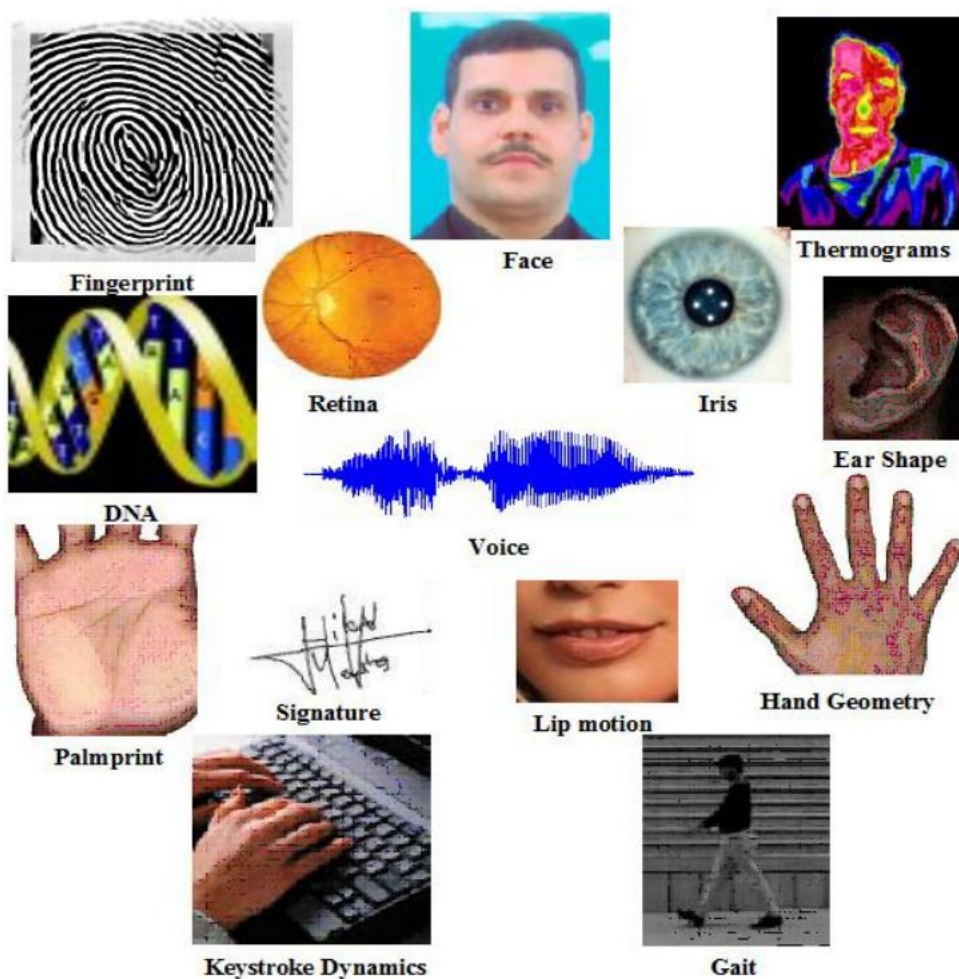 Face
Thermograms
Fingerprint
Retina
Iris
Ear Shape
DNA
T
C
A
T
A
C
Voice
Palmprint
Signature
Lip motion
Hand Geometry
Keystroke Dynamics
Gait